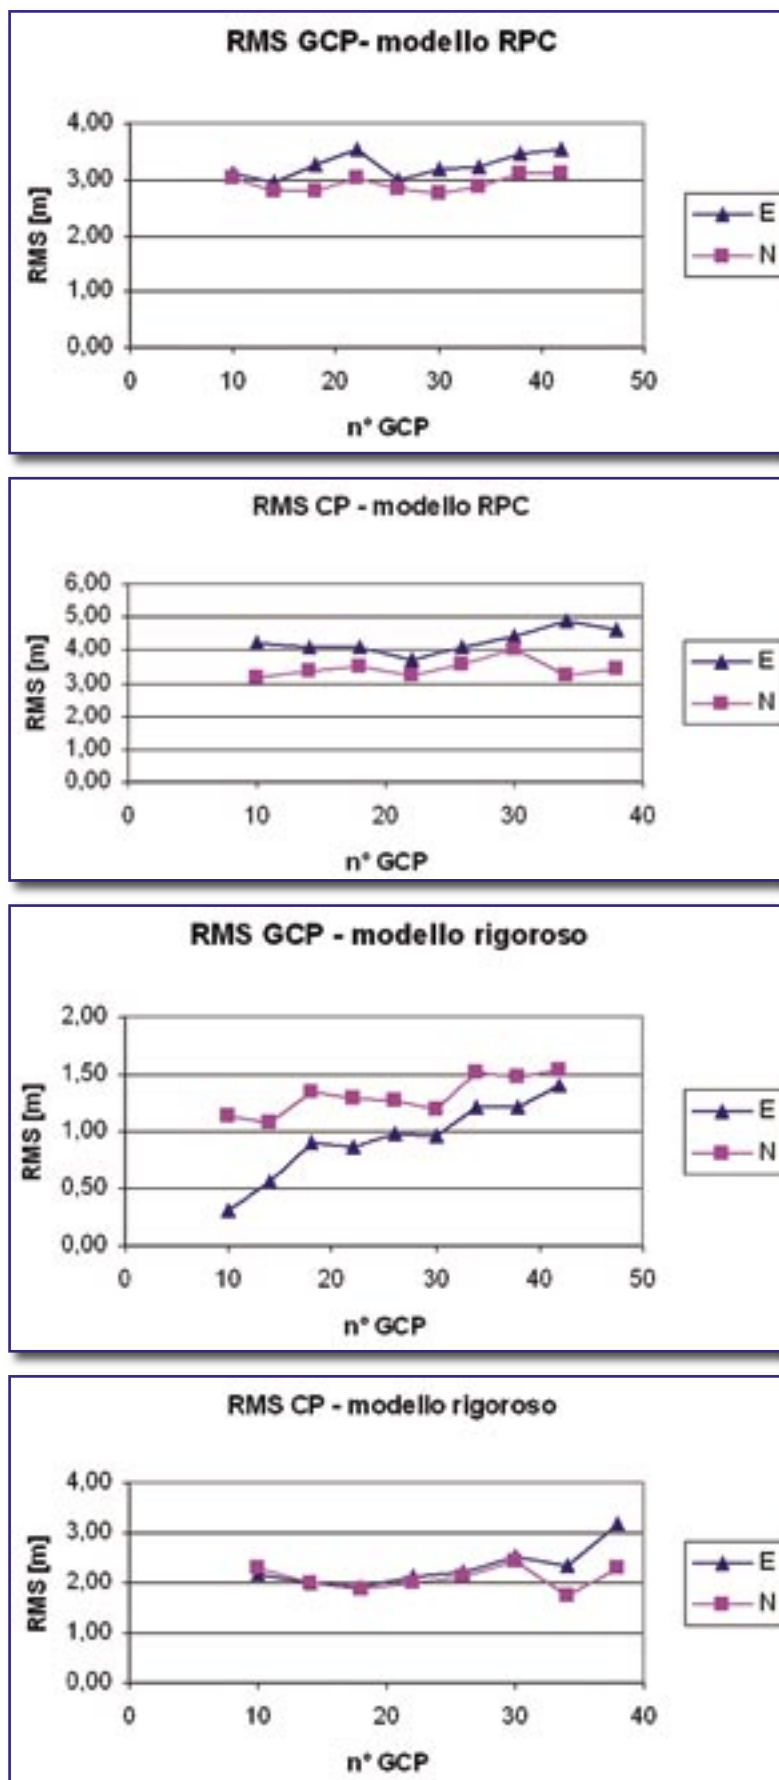 RMS GCP- modello RPC
4,00
3,00
2,00
1,00
0,00
RMS [m]
0 10 20 30 40 50
n° GCP
E
N
RMS CP - modello RPC
6,00
5,00
4,00
3,00
2,00
1,00
0,00
RMS [m]
0 10 20 30 40
n° GCP
E
N
RMS GCP - modello rigoroso
2,00
1,50
1,00
0,50
0,00
RMS [m]
0 10 20 30 40 50
n° GCP
E
N
RMS CP - modello rigoroso
4,00
3,00
2,00
1,00
0,00
RMS [m]
0 10 20 30 40
n° GCP
E
N